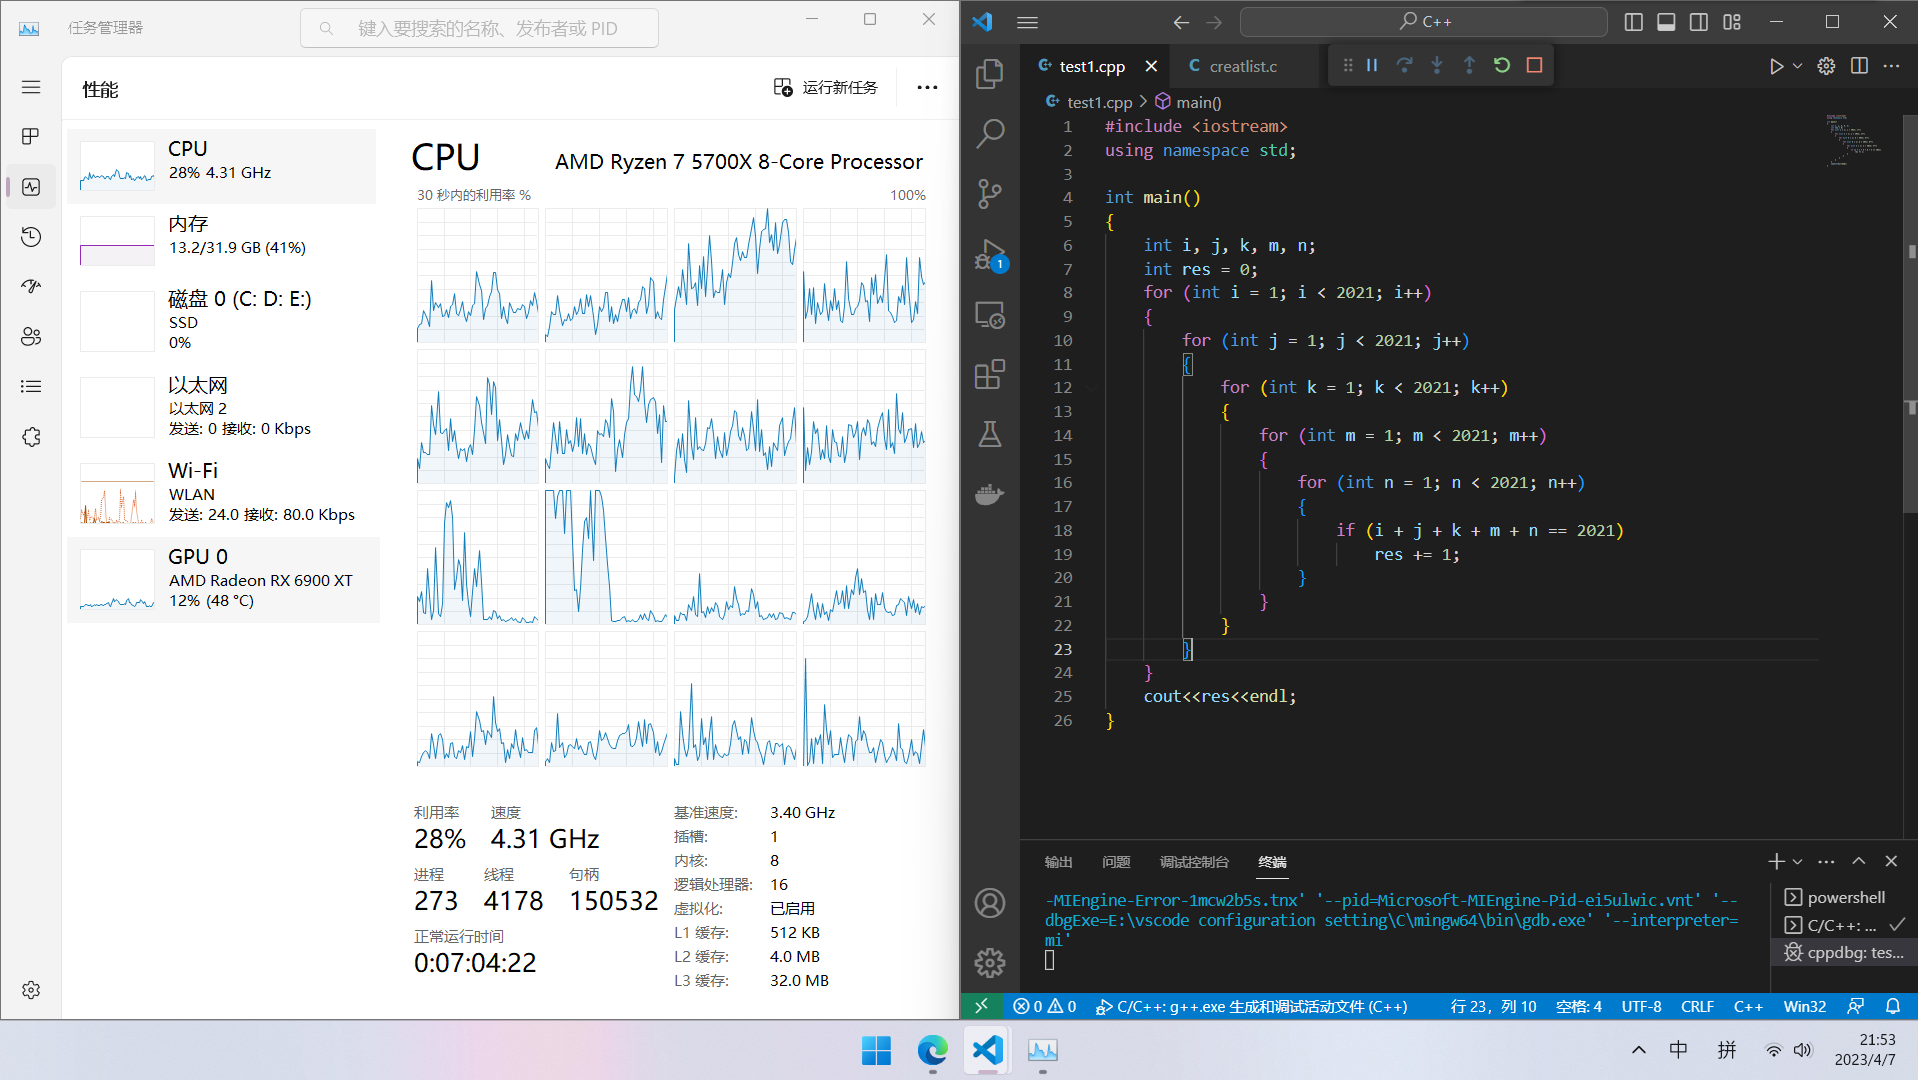 任务管理器
键入要搜索的名称、发布者或 PID
性能
运行新任务
CPU
28% 4.31 GHz
内存
13.2/31.9 GB (41%)
磁盘 0 (C: D: E:)
SSD
0%
以太网
以太网 2
发送: 0 接收: 0 Kbps
Wi-Fi
WLAN
发送: 24.0 接收: 80.0 Kbps
GPU 0
AMD Radeon RX 6900 XT
12% (48 °C)
CPU
AMD Ryzen 7 5700X 8-Core Processor
30 秒内的利用率 %
100%
利用率 速度
28% 4.31 GHz
进程 线程 句柄
273 4178 150532
正常运行时间
0:07:04:22
基准速度: 3.40 GHz
插槽: 1
内核: 8
逻辑处理器: 16
虚拟化: 已启用
L1 缓存: 512 KB
L2 缓存: 4.0 MB
L3 缓存: 32.0 MB
C++
test1.cpp
creatlist.c
test1.cpp > main()
1 #include <iostream>
2 using namespace std;
3
4 int main()
5 {
6 int i, j, k, m, n;
7 int res = 0;
8 for (int i = 1; i < 2021; i++)
9 {
10 for (int j = 1; j < 2021; j++)
11 {
12 for (int k = 1; k < 2021; k++)
13 {
14 for (int m = 1; m < 2021; m++)
15 {
16 for (int n = 1; n < 2021; n++)
17 {
18 if (i + j + k + m + n == 2021)
19 res += 1;
20 }
21 }
22 }
23 }
24 }
25 cout<<res<<endl;
26 }
1
输出 问题 调试控制台 终端
-MIEngine-Error-1mcw2b5s.tnx' '--pid=Microsoft-MIEngine-Pid-ei5ulwic.vnt' '--
dbgExe=E:\vscode configuration setting\C\mingw64\bin\gdb.exe' '--interpreter=
mi'
powershell
C/C++: ...
cppdbg: tes...
0 0 C/C++: g++.exe 生成和调试活动文件 (C++) 行 23，列 10 空格: 4 UTF-8 CRLF C++ Win32
中 拼
21:53
2023/4/7